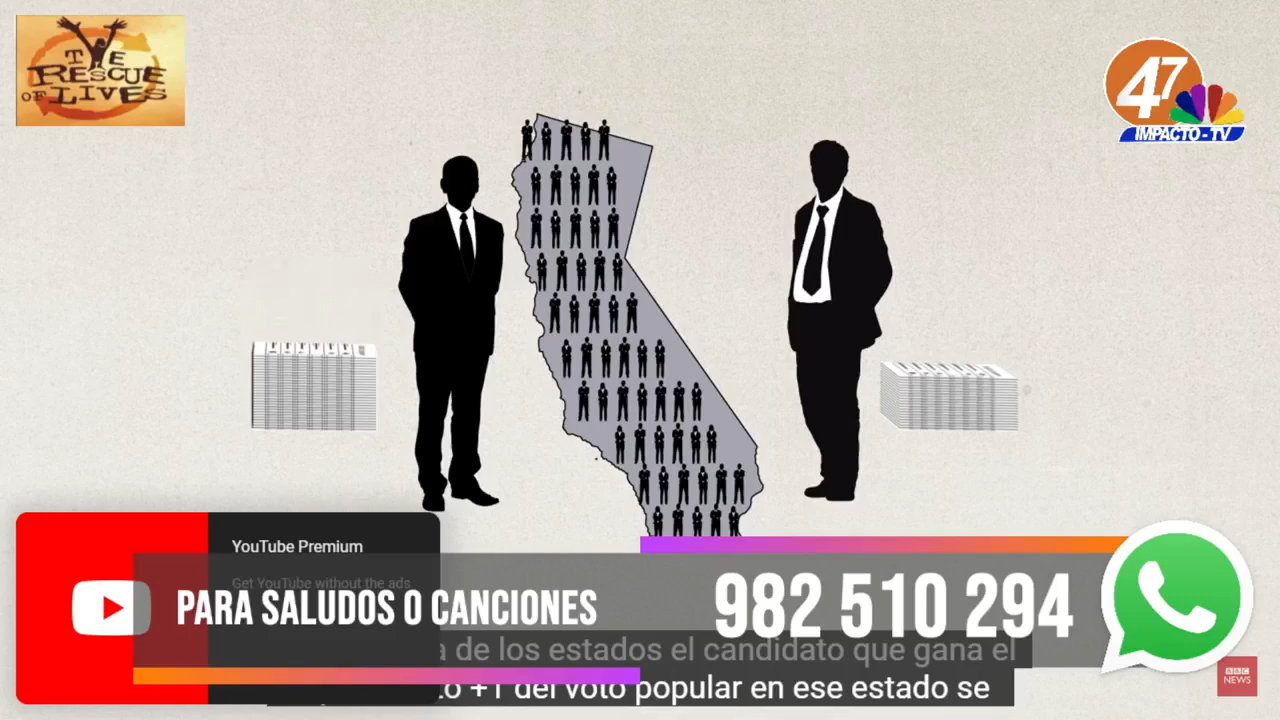 THE
RESCUE
OF LIVES
47
IMPACTO-TV
YouTube Premium
Get YouTube without the ads
PARA SALUDOS O CANCIONES
982 510 294
de los estados el candidato que gana el
+1 del voto popular en ese estado se
BBC
NEWS